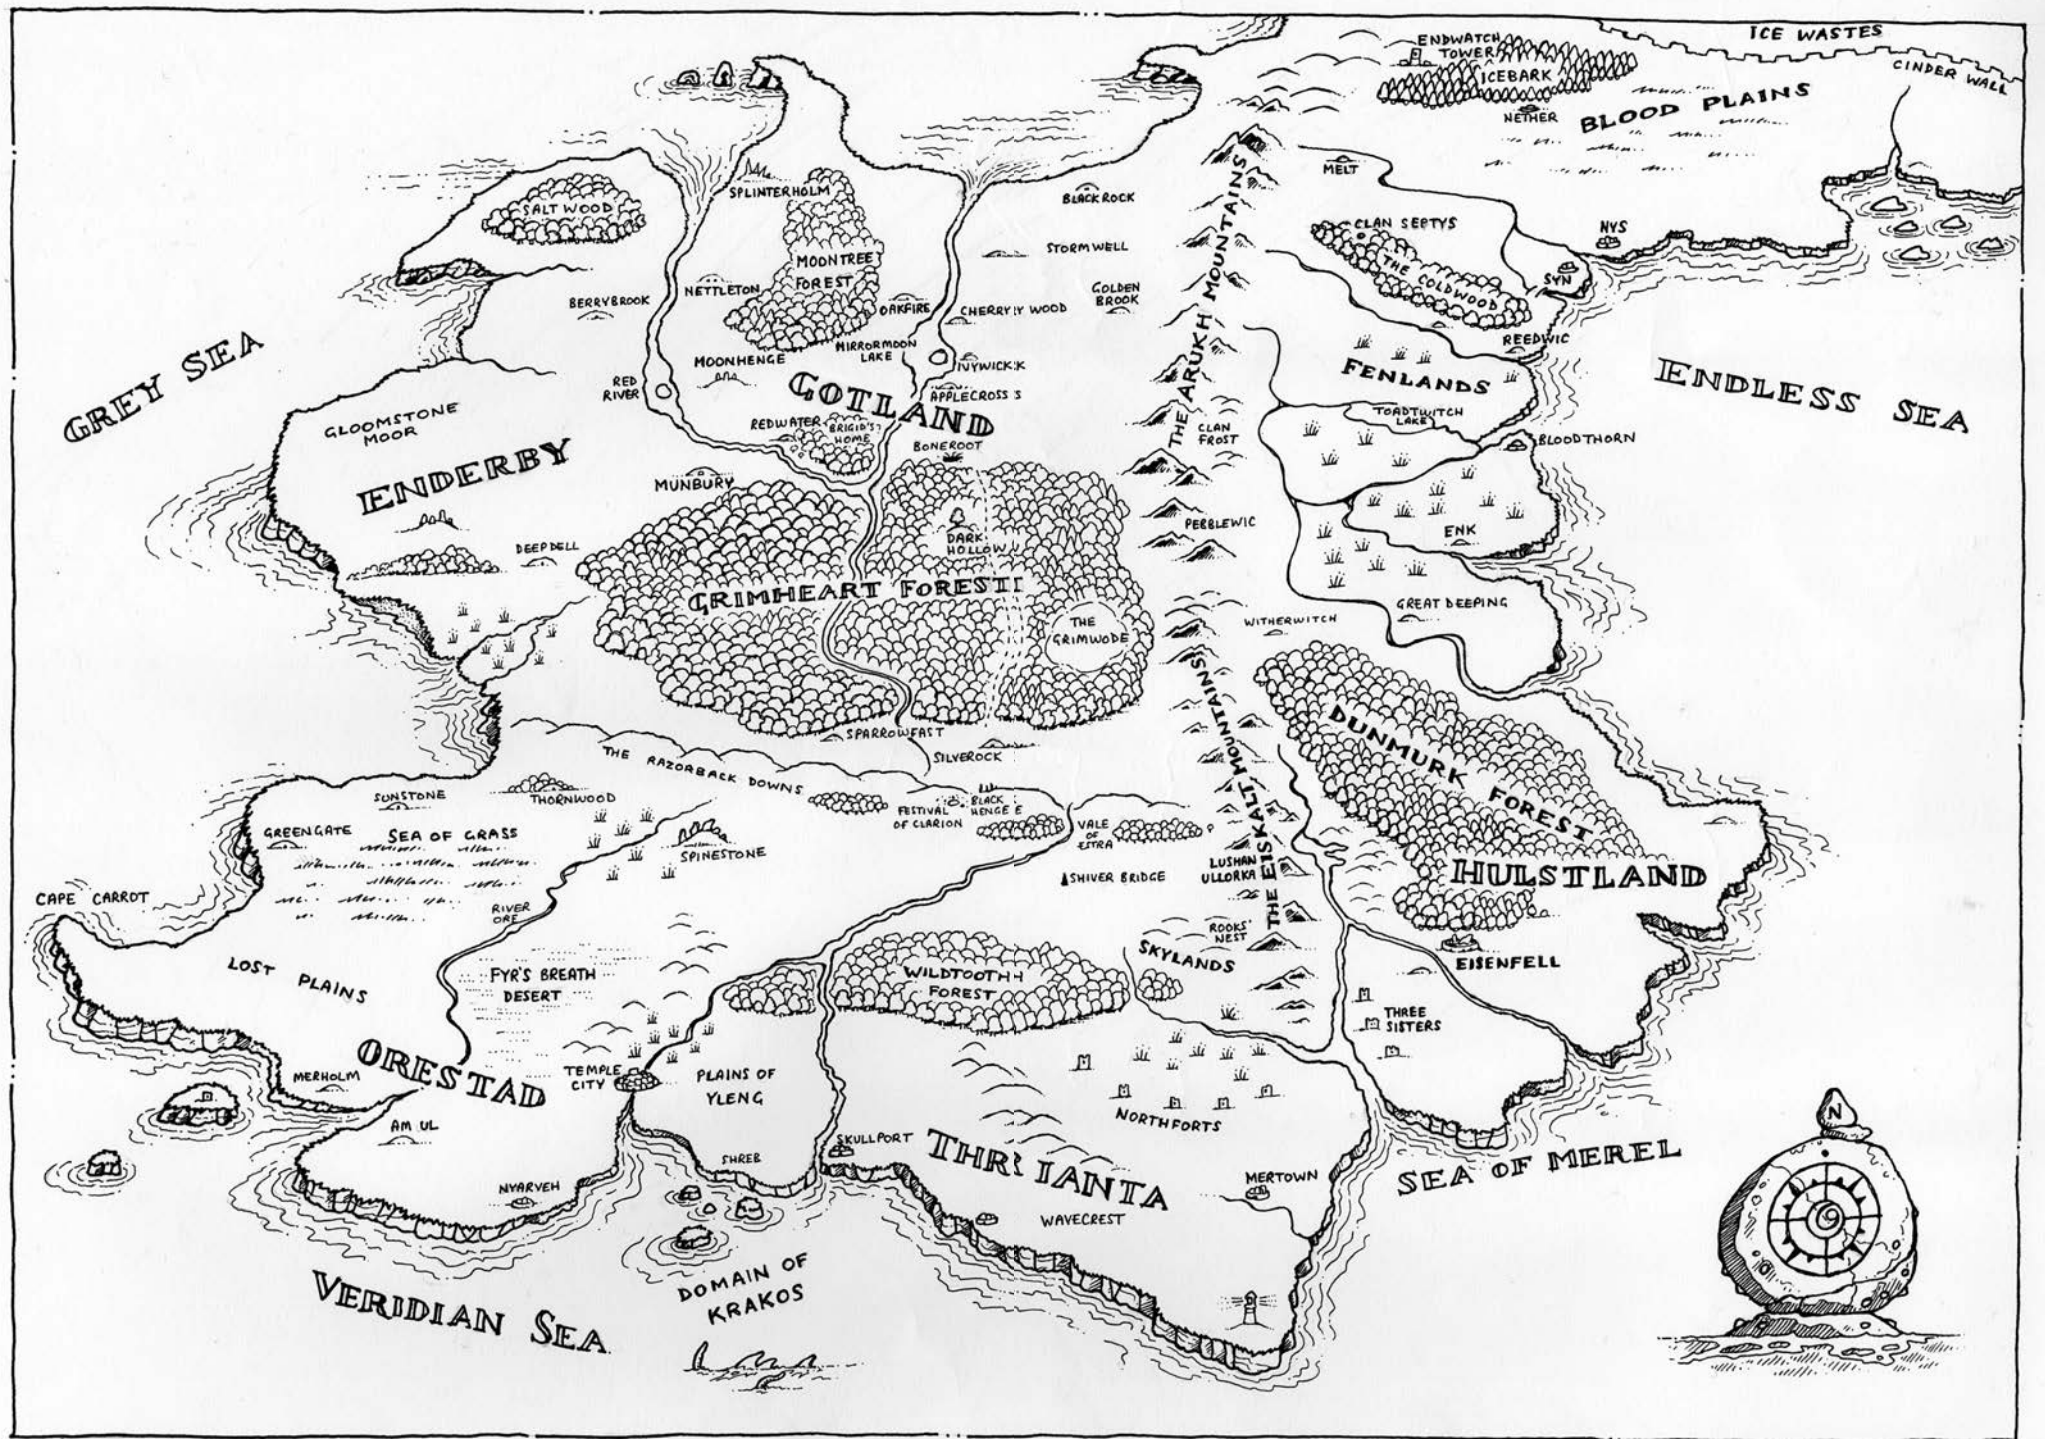 ICE WASTES
ENDWATCH
TOWER
CINDER WALL
ICEBARK
BLOOD PLAINS
NETHER
MELT
SPLINTERHOLM
SALT WOOD
BLACK ROCK
CLAN SEPTYS
NYS
STORMWELL
MOONTREE
FOREST
THE
COLDWOOD
SYN
NETTLETON
BERRYBROOK
OAKFIRE
CHERRY!Y WOOD
GOLDEN
BROOK
THE ARUKH MOUNTAINS
REEDWIC
GREY SEA
MIRRORMOON
LAKE
MOONHENGE
IVYWICK:K
FENLANDS
ENDLESS SEA
RED
RIVER
GOTLAND
APPLECROSS S
TOADTWITCH
LAKE
GLOOMSTONE
MOOR
REDWATER
BRIGID'S
HOME
BONEROOT
CLAN
FROST
BLOODTHORN
ENDERBY
MUNBURY
PEBBLEWIC
ENK
DEEPDELL
DARK
HOLLOW
GRIMHEART FOREST
THE
GRIMWODE
GREAT DEEPING
WITHERWITCH
SPARROWFAST
SILVEROCK
THE RAZORBACK DOWNS
THE EISKALT MOUNTAINS
DUNMURK
FOREST
SUNSTONE
THORNWOOD
FESTIVAL
OF CLARION
BLACK
HENGE E
VALE
OF
ESTRA
GREENGATE
SEA OF GRASS
SPINESTONE
LUSHAN
ULLORKA
SHIVER BRIDGE
HULSTLAND
CAPE CARROT
RIVER
ORE
ROOKS'
NEST
SKYLANDS
EISENFELL
LOST PLAINS
FYR'S BREATH
DESERT
WILDTOOTH H
FOREST
THREE
SISTERS
ORESTAD
MERHOLM
TEMPLE
CITY
PLAINS OF
YLENG
NORTHFORTS
AM UL
SKULLPORT
THR IANTA
SHREB
NYARVEH
MERTOWN
SEA OF MEREL
WAVECREST
N
VERIDIAN SEA
DOMAIN OF
KRAKOS